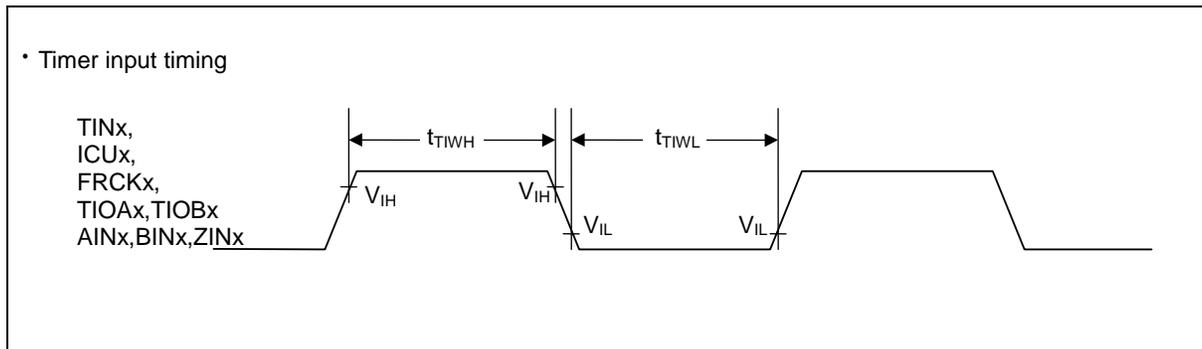 • Timer input timing
TINx,
ICUx,
FRCKx,
TIOAx,TIOBx
AINx,BINx,ZINx
tTIWH
tTIWL
VIH
VIH
VIL
VIL